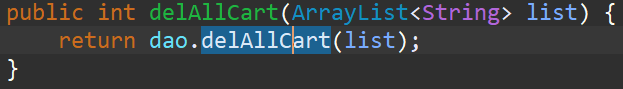 public int delAllCart(ArrayList<String> list) {
    return dao.delAllCart(list);
}